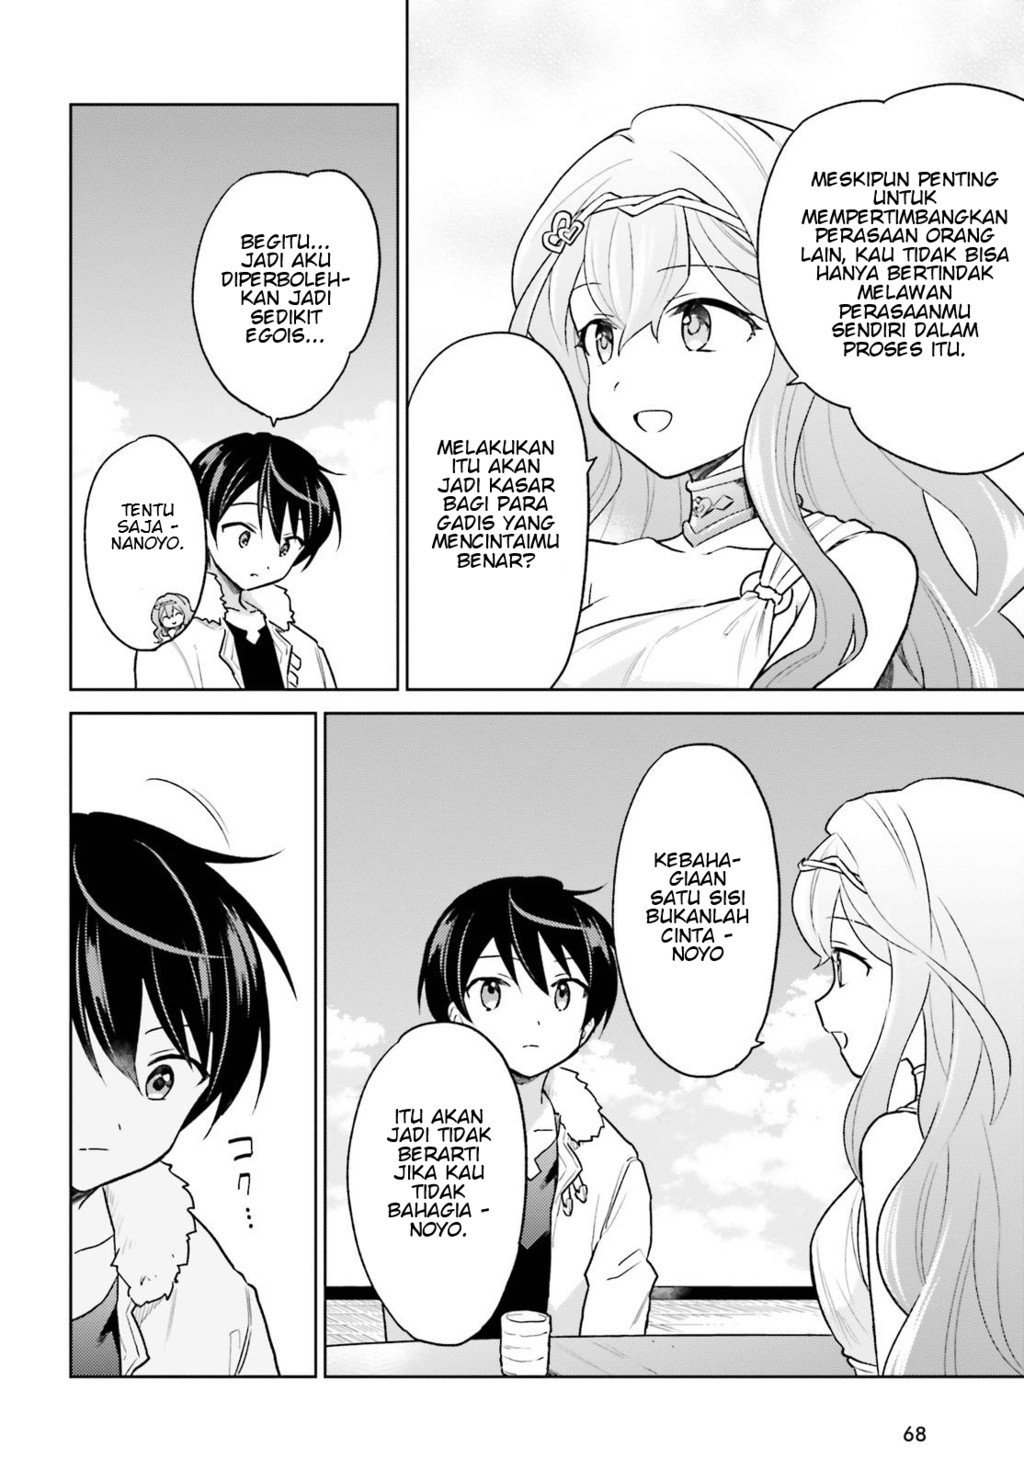 MESKIPUN PENTING
UNTUK
MEMPERTIMBANGKAN
PERASAAN ORANG
LAIN, KAU TIDAK BISA
HANYA BERTINDAK
MELAWAN
PERASAANMU
SENDIRI DALAM
PROSES ITU.
MELAKUKAN
ITU AKAN
JADI KASAR
BAGI PARA
GADIS YANG
MENCINTAIMU
BENAR?
BEGITU...
JADI AKU
DIPERBOLEH-
KAN JADI
SEDIKIT
EGOIS...
TENTU
SAJA -
NANOYO.
KEBAHA-
GIAAN
SATU SISI
BUKANLAH
CINTA -
NOYO
ITU AKAN
JADI TIDAK
BERARTI
JIKA KAU
TIDAK
BAHAGIA -
NOYO.
コク…
68